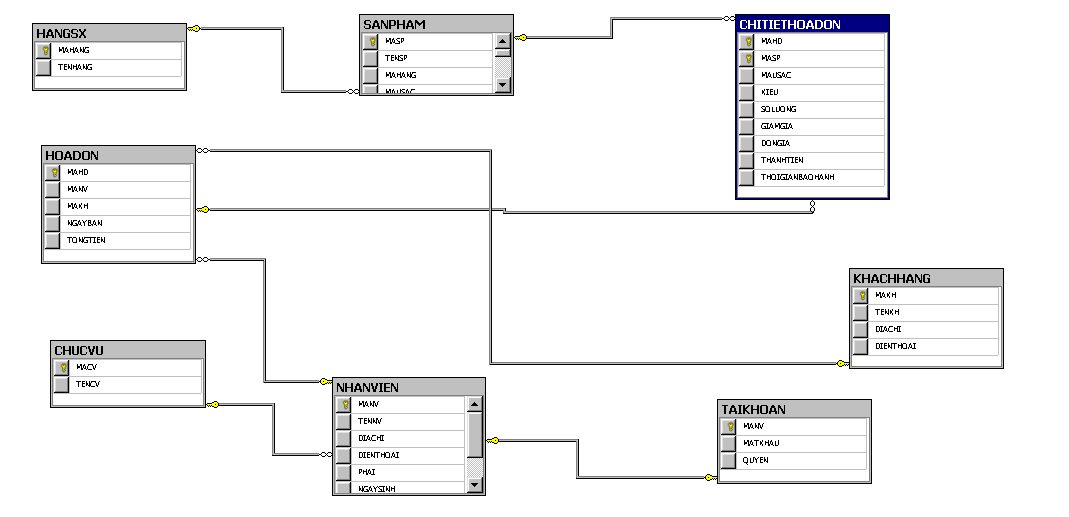 HANGSX
MAHANG
TENHANG
SANPHAM
MASP
TENSP
MAHANG
MAUSAC
CHITIETHOADON
MAHD
MASP
MAUSAC
KIEU
SOLUONG
GIAMGIA
DONGIA
THANHTIEN
THOIGIANBAOHANH
HOADON
MAHD
MANV
MAKH
NGAYBAN
TONGTIEN
KHACHHANG
MAKH
TENKH
DIACHI
DIENTHOAI
CHUCVU
MACV
TENCV
NHANVIEN
MANV
TENNV
DIACHI
DIENTHOAI
PHAI
NGAYSINH
TAIKHOAN
MANV
MATKHAU
QUYEN